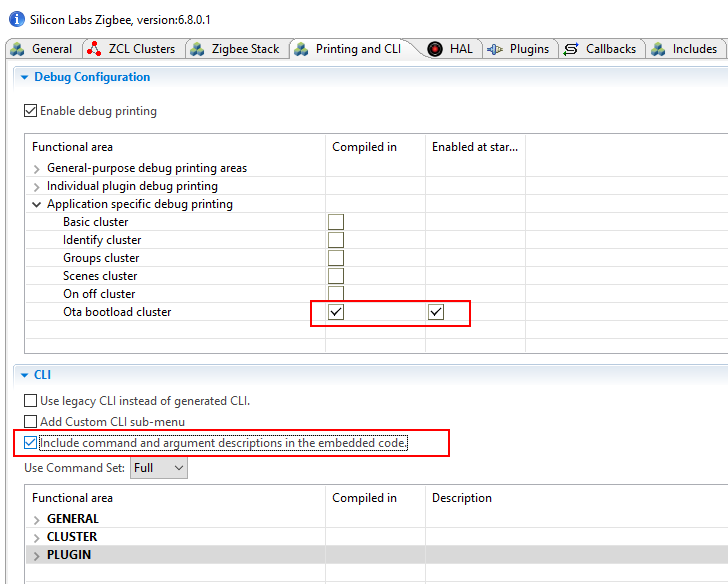 Silicon Labs Zigbee, version:6.8.0.1
General ZCL Clusters Zigbee Stack Printing and CLI HAL Plugins Callbacks Includes
Debug Configuration
Enable debug printing
Functional area Compiled in Enabled at star...
General-purpose debug printing areas
Individual plugin debug printing
Application specific debug printing
Basic cluster
Identify cluster
Groups cluster
Scenes cluster
On off cluster
Ota bootload cluster
CLI
Use legacy CLI instead of generated CLI.
Add Custom CLI sub-menu
Include command and argument descriptions in the embedded code.
Use Command Set: Full
Functional area Compiled in Description
GENERAL
CLUSTER
PLUGIN